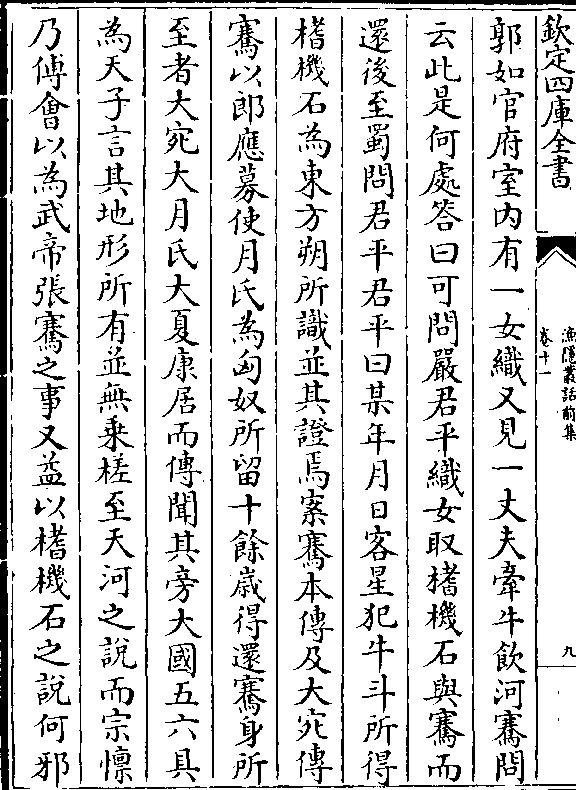 欽定四庫全書
漁隱叢話前集
卷十一
九
郭如官府室內有一女織又見一丈夫牽牛飲河騫問
云此是何處答曰可問嚴君平織女取榰機石與騫而
還後至蜀問君平君平曰某年月日客星犯牛斗所得
榰機石為東方朔所識並其證焉案騫本傳及大宛傳
騫以郎應募使月氏為匈奴所留十餘歳得還騫身所
至者大宛大月氏大夏康居而傳聞其旁大國五六具
為天子言其地形所有並無乗槎至天河之說而宗懔
乃傅會以為武帝張騫之事又益以榰機石之說何邪